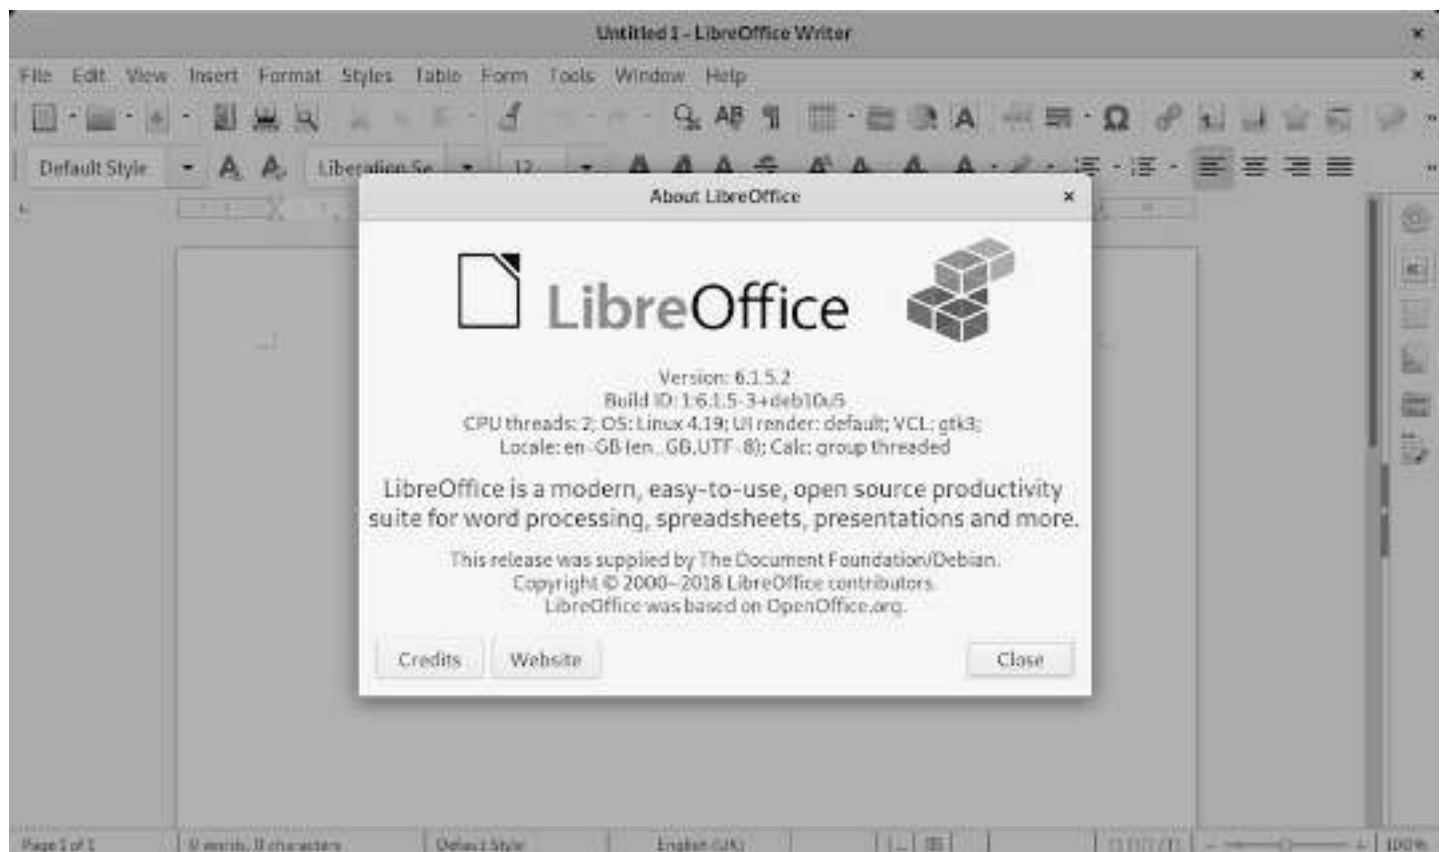 Untitled 1 - LibreOffice Writer
File Edit View Insert Format Styles Table Form Tools Window Help
Default Style Liberation Se 12
About LibreOffice
LibreOffice
Version: 6.1.5.2
Build ID: 1:6.1.5-3+deb10u5
CPU threads: 2; OS: Linux 4.19; UI render: default; VCL: gtk3;
Locale: en-GB (en_GB.UTF-8); Calc: group threaded
LibreOffice is a modern, easy-to-use, open source productivity
suite for word processing, spreadsheets, presentations and more.
This release was supplied by The Document Foundation/Debian.
Copyright © 2000–2018 LibreOffice contributors.
LibreOffice was based on OpenOffice.org.
Credits Website Close
Page 1 of 1 0 words, 0 characters Default Style English (UK) 100%